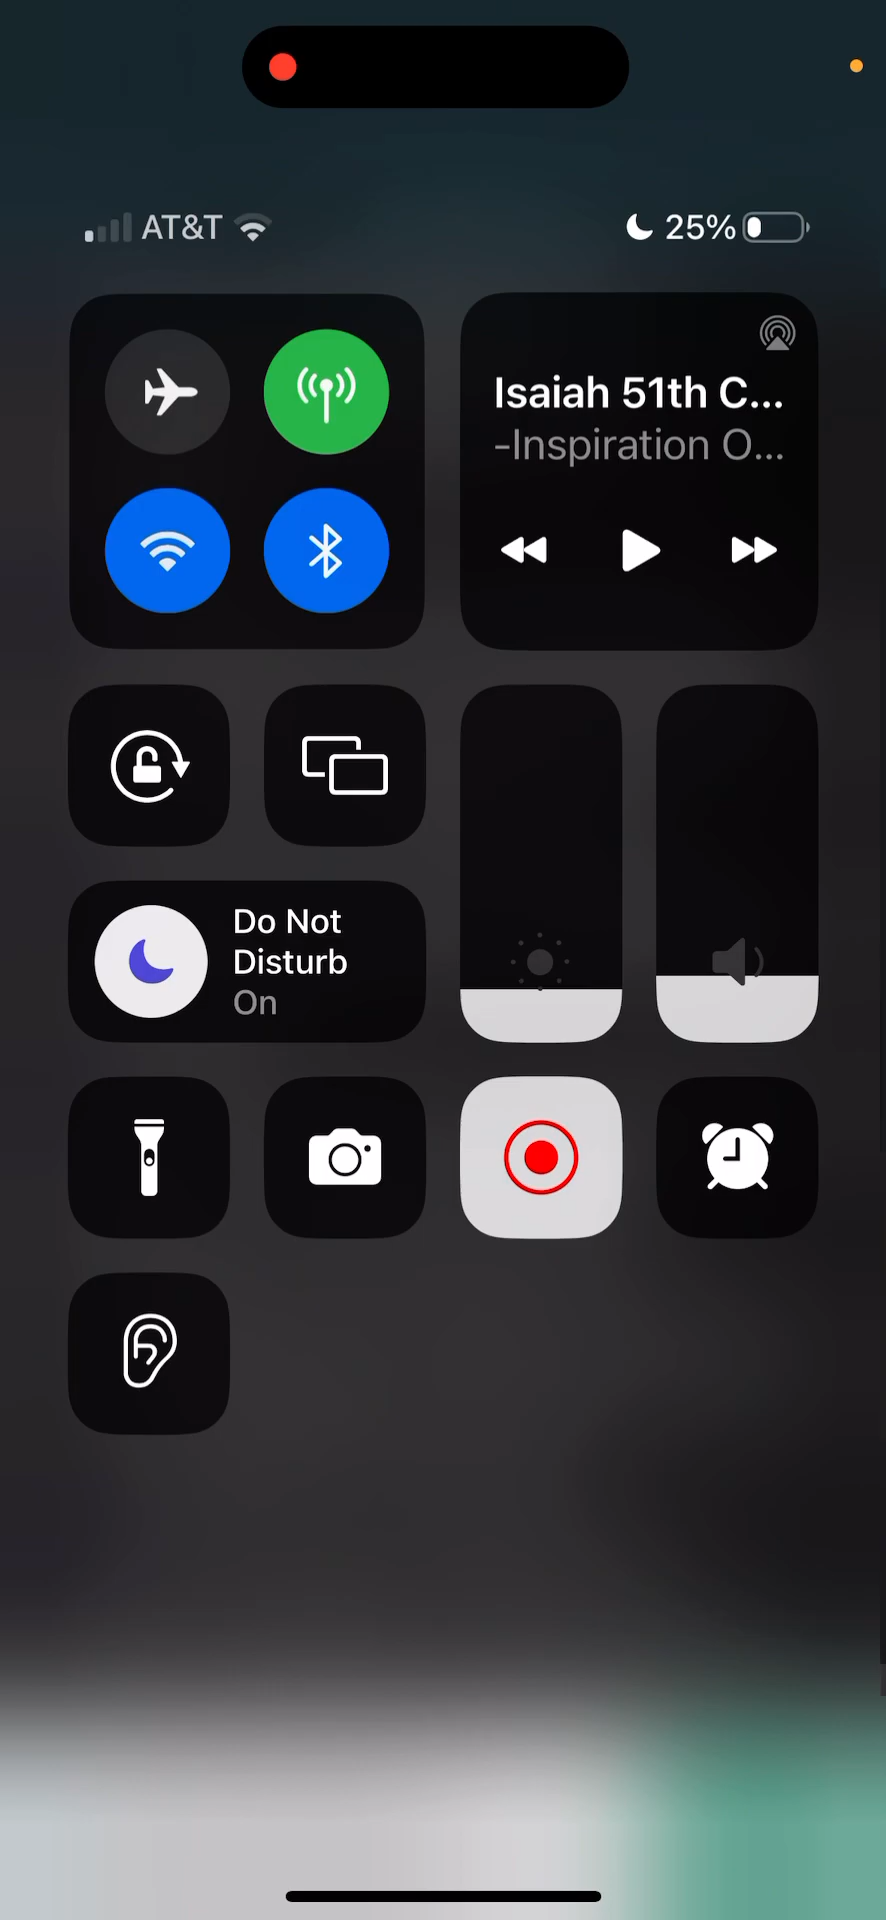 AT&T
25%
Isaiah 51th C...
-Inspiration O...
Do Not
Disturb
On